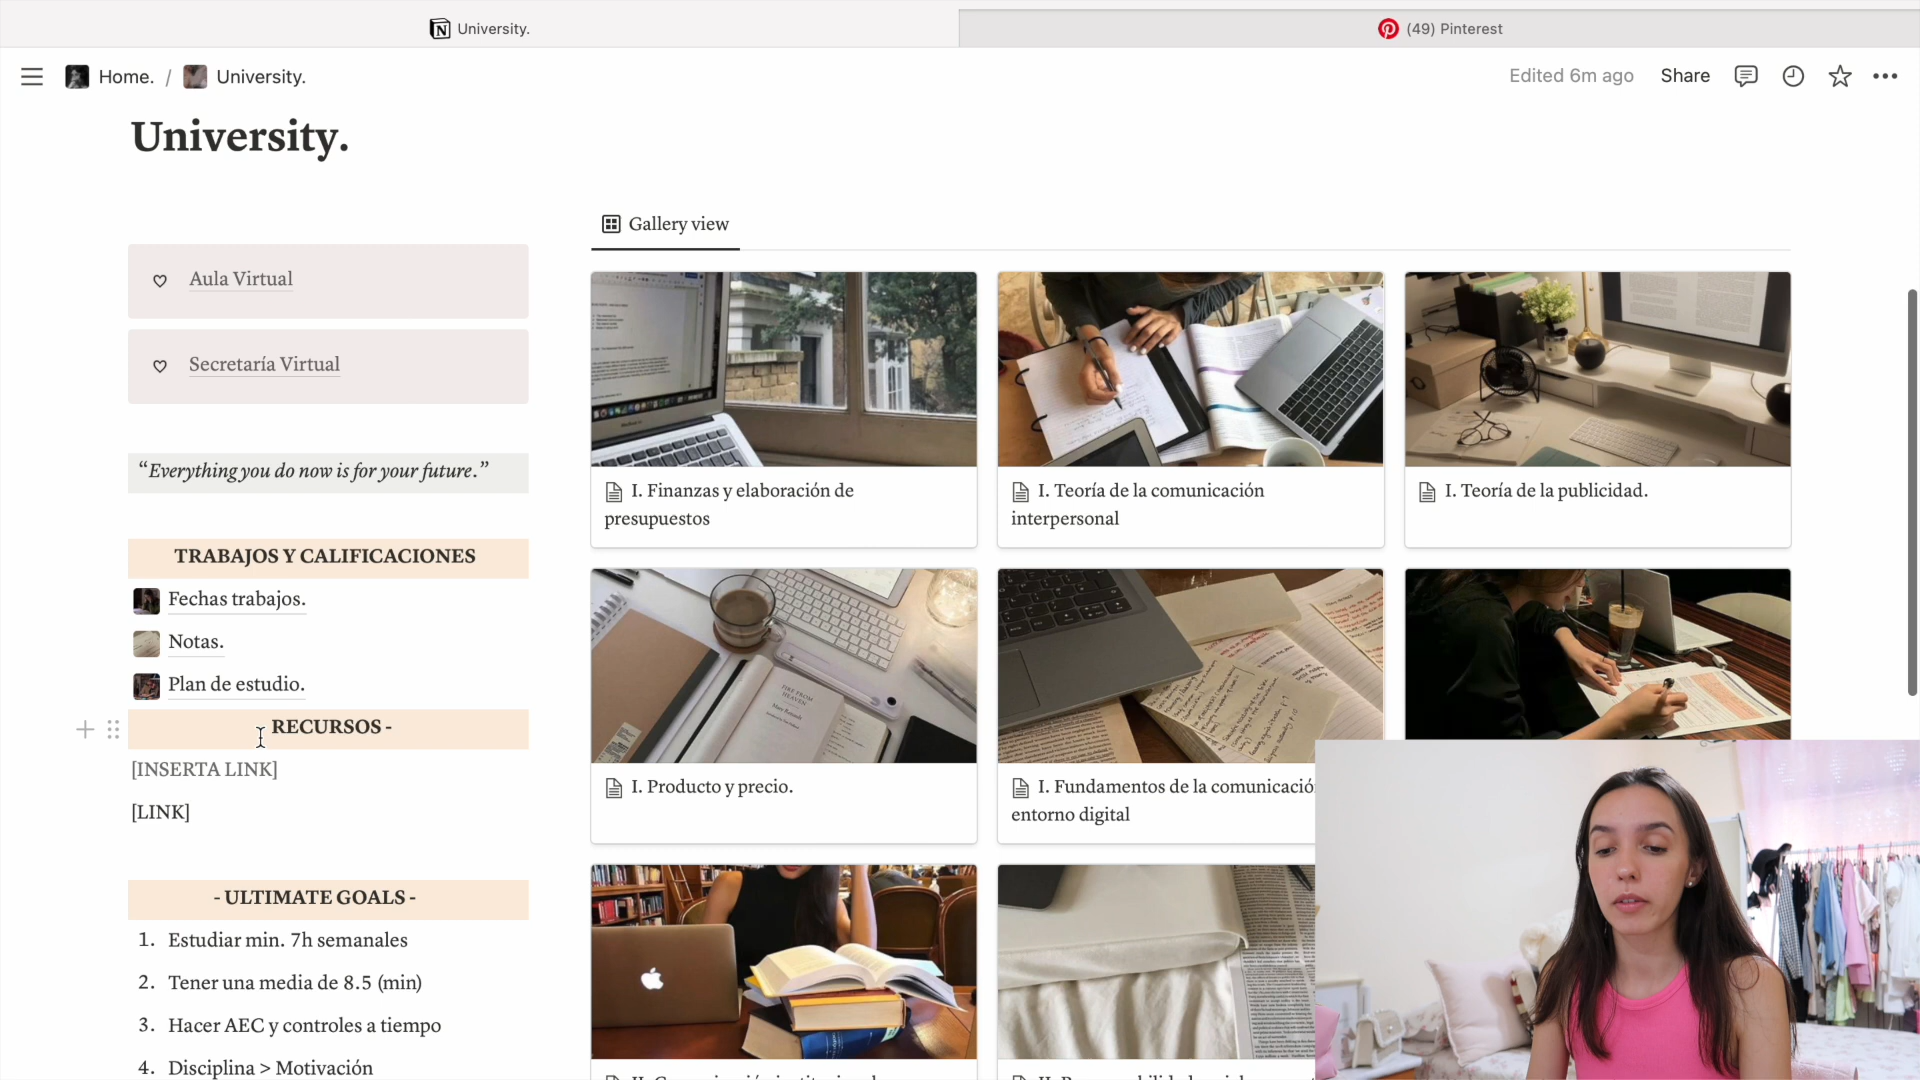 University.
(49) Pinterest
Home. / University.
Edited 6m ago
Share
University.
Gallery view
Aula Virtual
Secretaría Virtual
“Everything you do now is for your future.”
TRABAJOS Y CALIFICACIONES
Fechas trabajos.
Notas.
Plan de estudio.
RECURSOS -
[INSERTA LINK]
[LINK]
- ULTIMATE GOALS -
1. Estudiar min. 7h semanales
2. Tener una media de 8.5 (min)
3. Hacer AEC y controles a tiempo
4. Disciplina > Motivación
I. Finanzas y elaboración de
presupuestos
I. Teoría de la comunicación
interpersonal
I. Teoría de la publicidad.
FIRE FROM
HEAVEN
I. Producto y precio.
I. Fundamentos de la comunicació
entorno digital